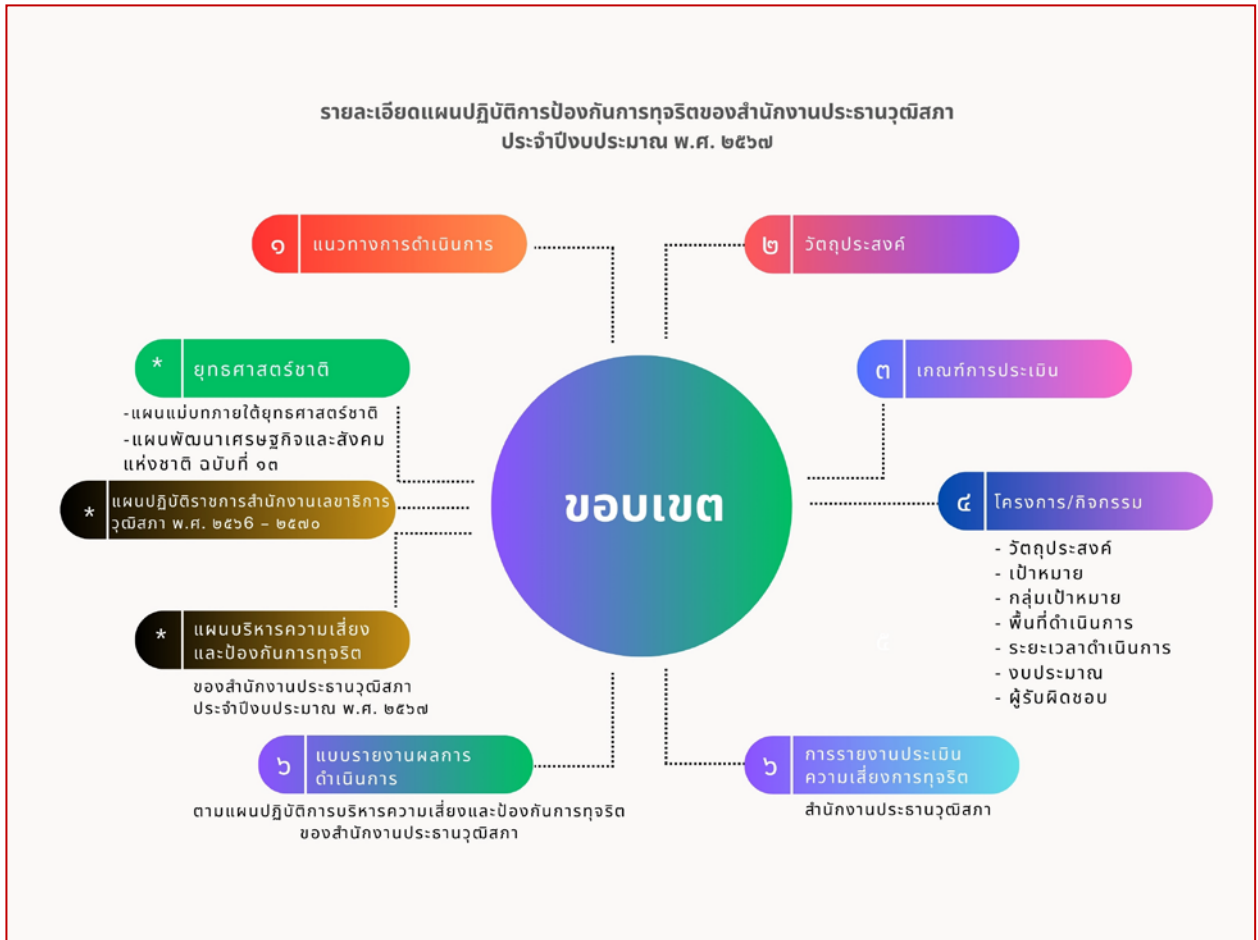 รายละเอียดแผนปฏิบัติการป้องกันการทุจริตของสำนักงานประธานวุฒิสภา
ประจำปีงบประมาณ พ.ศ. ๒๕๖๗
๑ แนวทางการดำเนินการ
๒ วัตถุประสงค์
* ยุทธศาสตร์ชาติ
-แผนแม่บทภายใต้ยุทธศาสตร์ชาติ
-แผนพัฒนาเศรษฐกิจและสังคม
แห่งชาติ ฉบับที่ ๑๓
๓ เกณฑ์การประเมิน
* แผนปฏิบัติราชการสำนักงานเลขาธิการ
วุฒิสภา พ.ศ. ๒๕๖6 – ๒๕๗๐
ขอบเขต
๔ โครงการ/กิจกรรม
- วัตถุประสงค์
- เป้าหมาย
- กลุ่มเป้าหมาย
- พื้นที่ดำเนินการ
- ระยะเวลาดำเนินการ
- งบประมาณ
- ผู้รับผิดชอบ
๕
* แผนบริหารความเสี่ยง
และป้องกันการทุจริต
ของสำนักงานประธานวุฒิสภา
ประจำปีงบประมาณ พ.ศ. ๒๕๖๗
๖ แบบรายงานผลการ
ดำเนินการ
ตามแผนปฏิบัติการบริหารความเสี่ยงและป้องกันการทุจริต
ของสำนักงานประธานวุฒิสภา
๖ การรายงานประเมิน
ความเสี่ยงการทุจริต
สำนักงานประธานวุฒิสภา